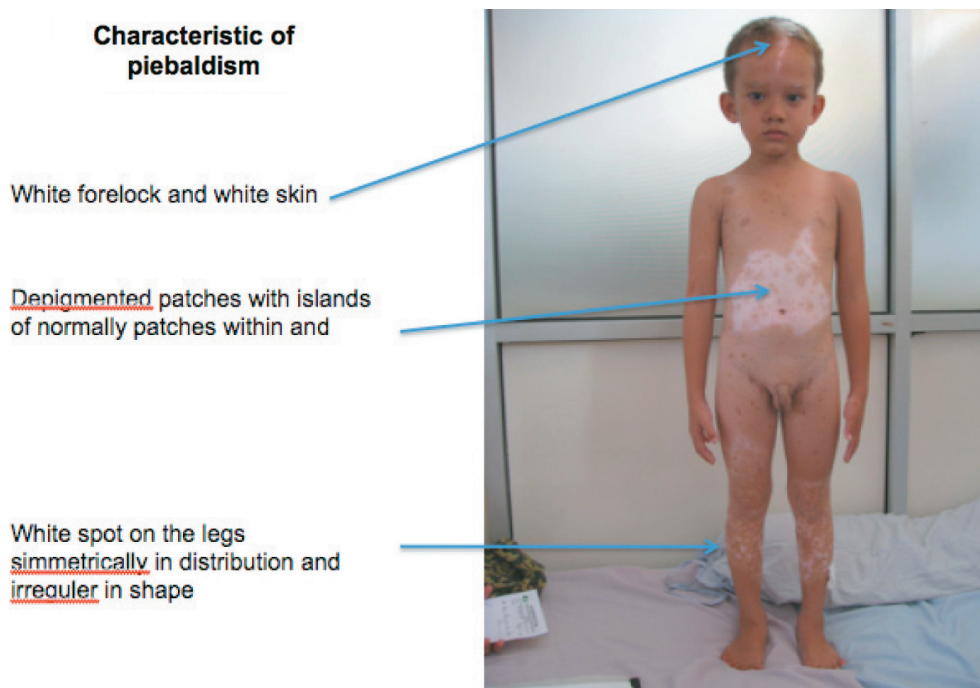 Characteristic of
piebaldism
White forelock and white skin
Depigmented patches with islands
of normally patches within and
White spot on the legs
simmetrically in distribution and
irreguler in shape